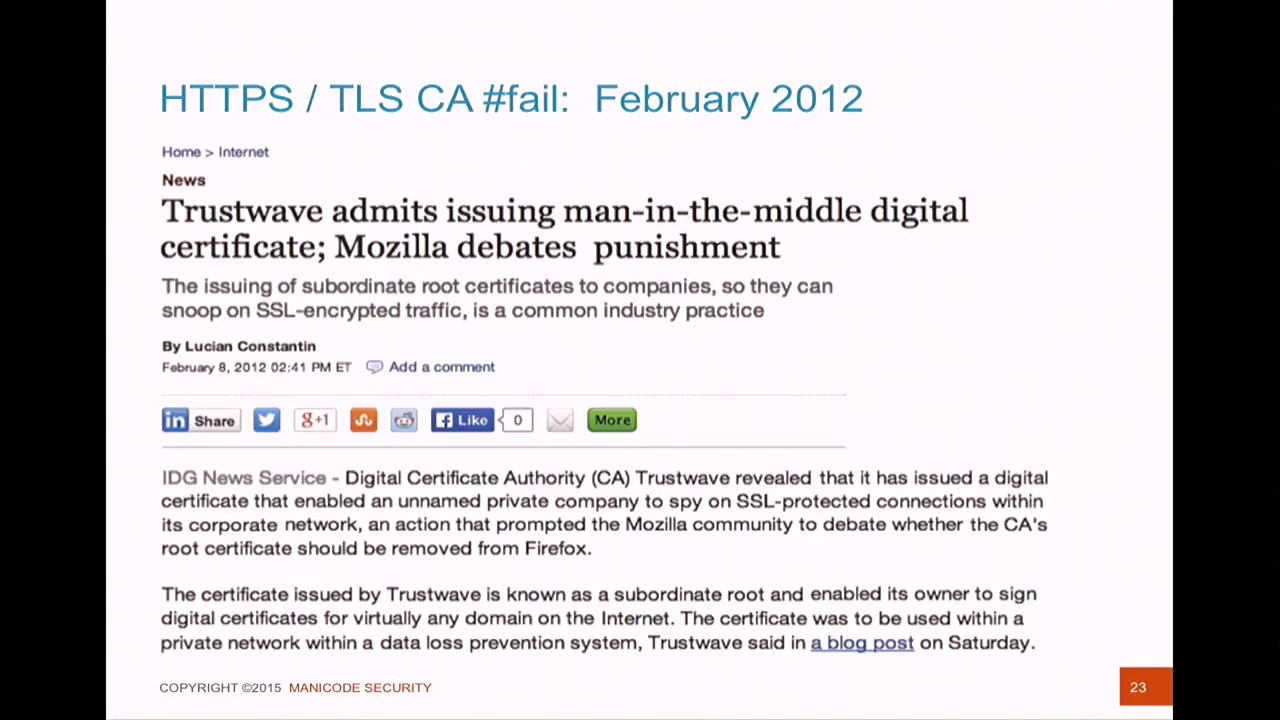 HTTPS / TLS CA #fail: February 2012
Home > Internet
News
Trustwave admits issuing man-in-the-middle digital
certificate; Mozilla debates punishment
The issuing of subordinate root certificates to companies, so they can
snoop on SSL-encrypted traffic, is a common industry practice
By Lucian Constantin
February 8, 2012 02:41 PM ET Add a comment
in Share g+1 Like 0 More
IDG News Service - Digital Certificate Authority (CA) Trustwave revealed that it has issued a digital
certificate that enabled an unnamed private company to spy on SSL-protected connections within
its corporate network, an action that prompted the Mozilla community to debate whether the CA's
root certificate should be removed from Firefox.
The certificate issued by Trustwave is known as a subordinate root and enabled its owner to sign
digital certificates for virtually any domain on the Internet. The certificate was to be used within a
private network within a data loss prevention system, Trustwave said in a blog post on Saturday.
COPYRIGHT ©2015 MANICODE SECURITY
23